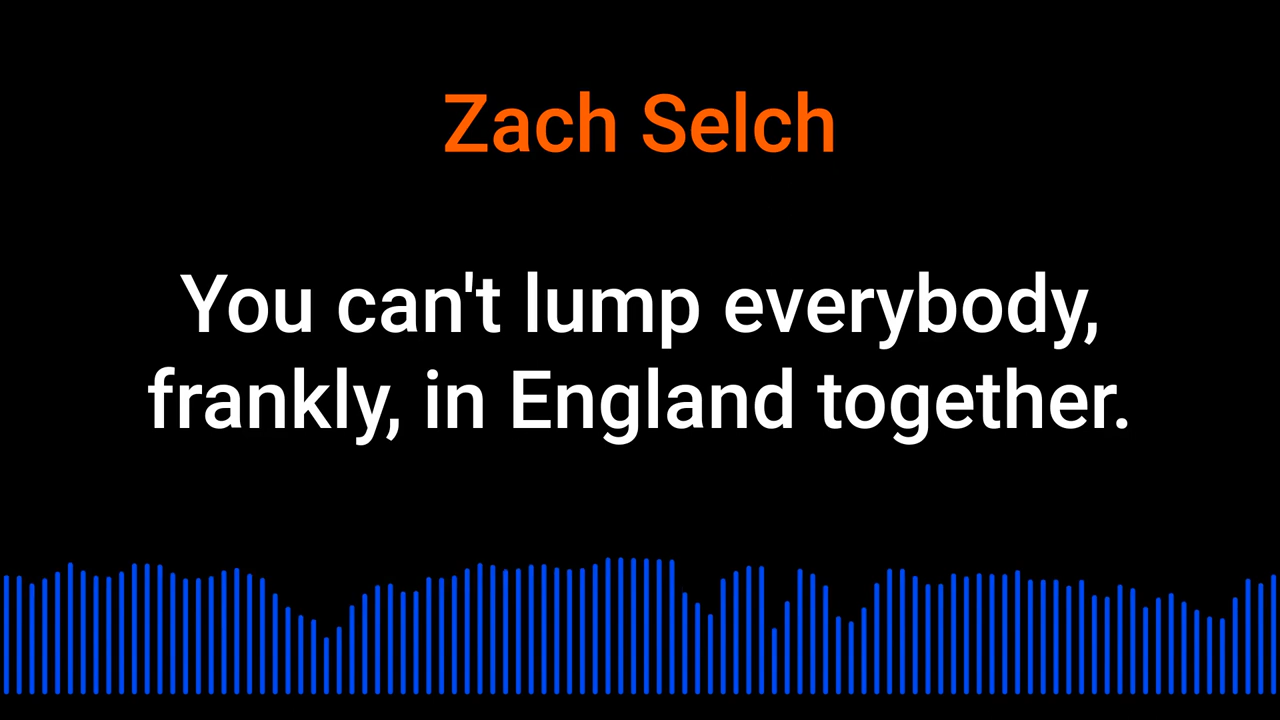 Zach Selch
You can't lump everybody,
frankly, in England together.